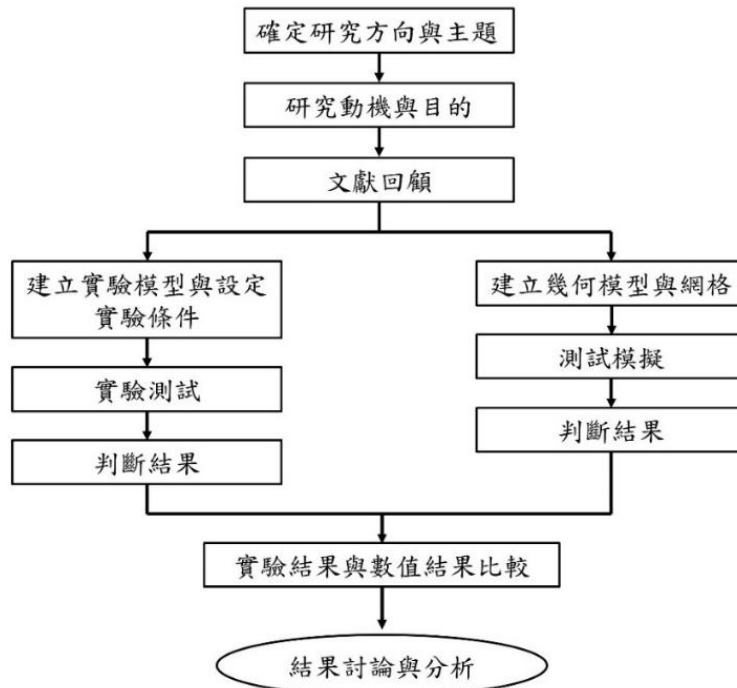 確定研究方向與主題
研究動機與目的
文獻回顧
建立實驗模型與設定
實驗條件
實驗測試
判斷結果
建立幾何模型與網格
測試模擬
判斷結果
實驗結果與數值結果比較
結果討論與分析